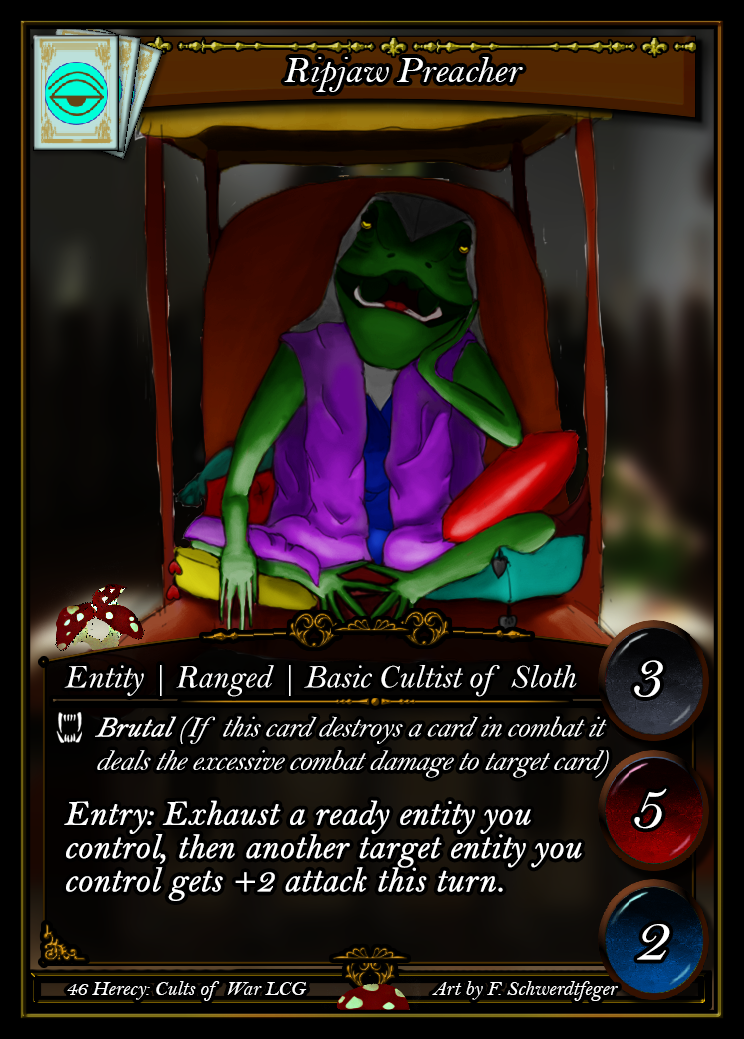 Ripjaw Preacher
Entity | Ranged | Basic Cultist of Sloth
3
Brutal (If this card destroys a card in combat it
deals the excessive combat damage to target card)
5
Entry: Exhaust a ready entity you
control, then another target entity you
control gets +2 attack this turn.
2
46 Herecy: Cults of War LCG
Art by F. Schwerdtfeger